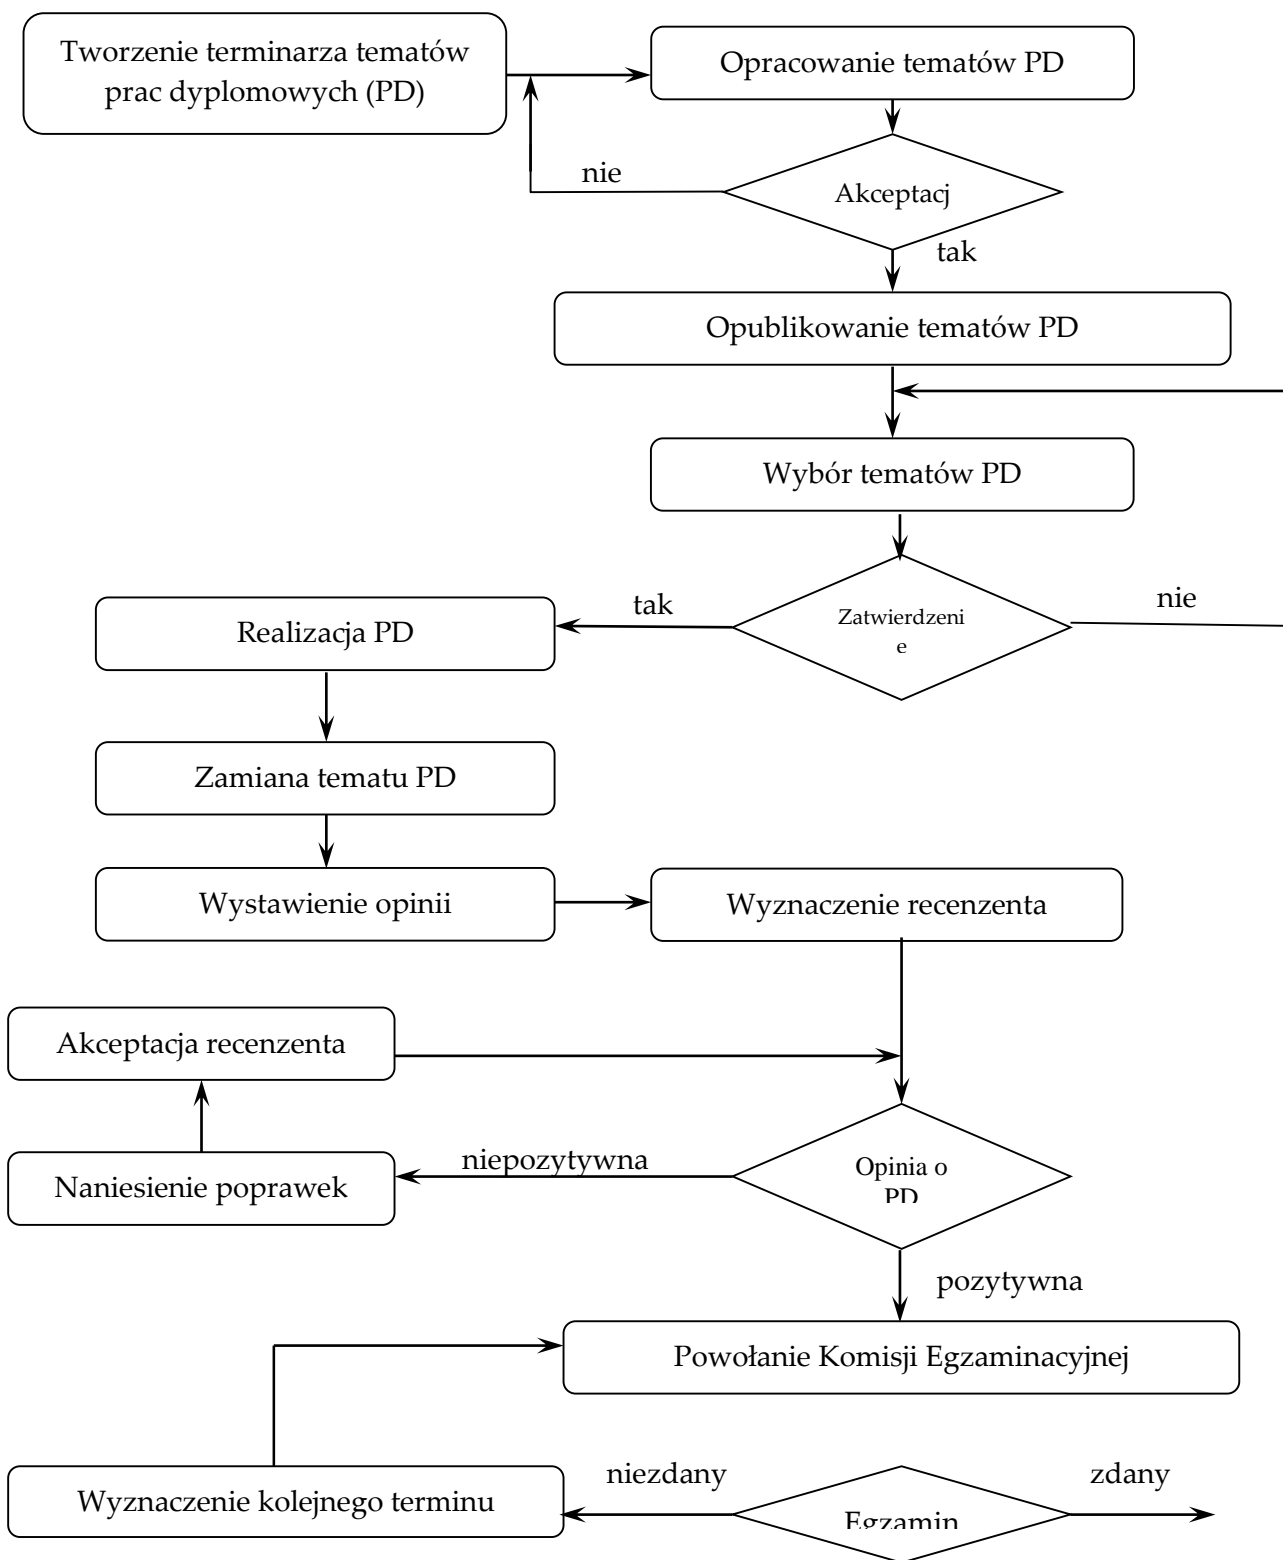 Tworzenie terminarza tematów
prac dyplomowych (PD)
Opracowanie tematów PD
nie
Akceptacj
tak
Opublikowanie tematów PD
Wybór tematów PD
tak
Zatwierdzeni
e
nie
Realizacja PD
Zamiana tematu PD
Wystawienie opinii
Wyznaczenie recenzenta
Akceptacja recenzenta
Naniesienie poprawek
niepozytywna
Opinia o
PD
pozytywna
Powołanie Komisji Egzaminacyjnej
Wyznaczenie kolejnego terminu
niezdany
Egzamin
zdany